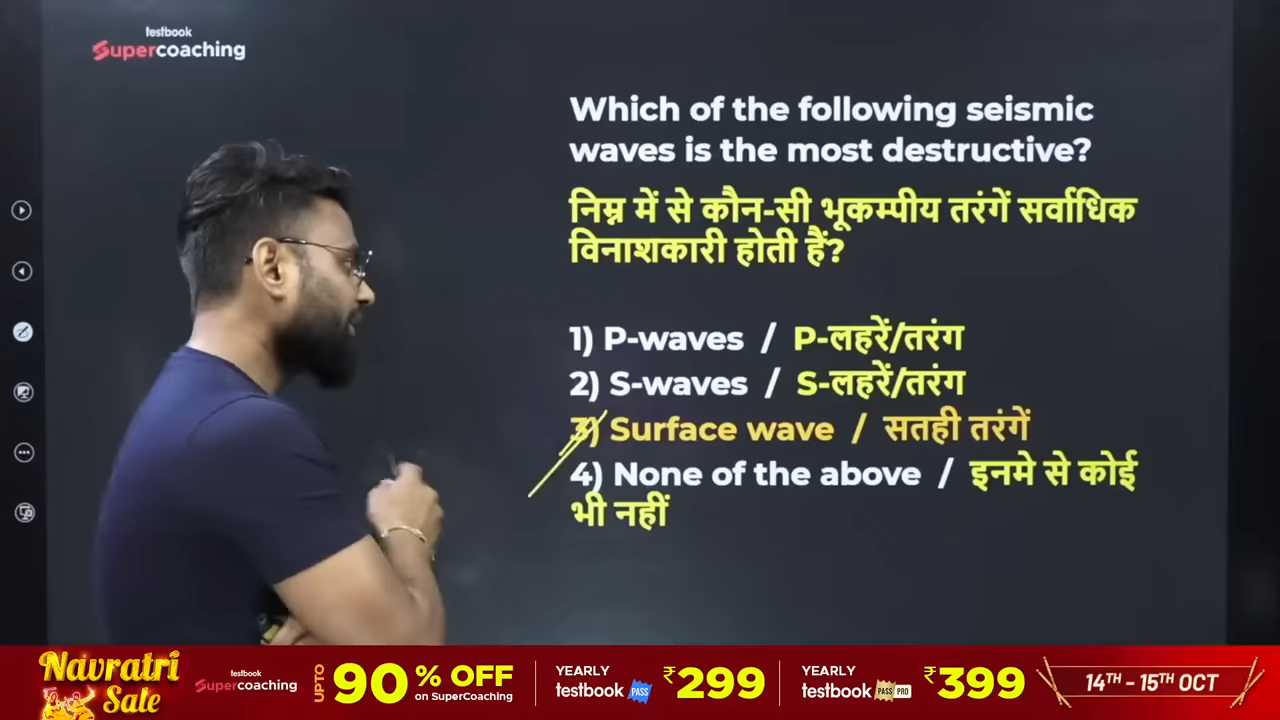 testbook
Supercoaching
Which of the following seismic
waves is the most destructive?
निम्न में से कौन-सी भूकम्पीय तरंगें सर्वाधिक
विनाशकारी होती हैं?
1) P-waves / P-लहरें/तरंग
2) S-waves / S-लहरें/तरंग
3) Surface wave / सतही तरंगें
4) None of the above / इनमे से कोई
भी नहीं
Navratri
Sale
testbook
Supercoaching
UPTO 90% OFF
on SuperCoaching
YEARLY
testbook PASS
₹299
YEARLY
testbook PASS PRO
₹399
14TH - 15TH OCT